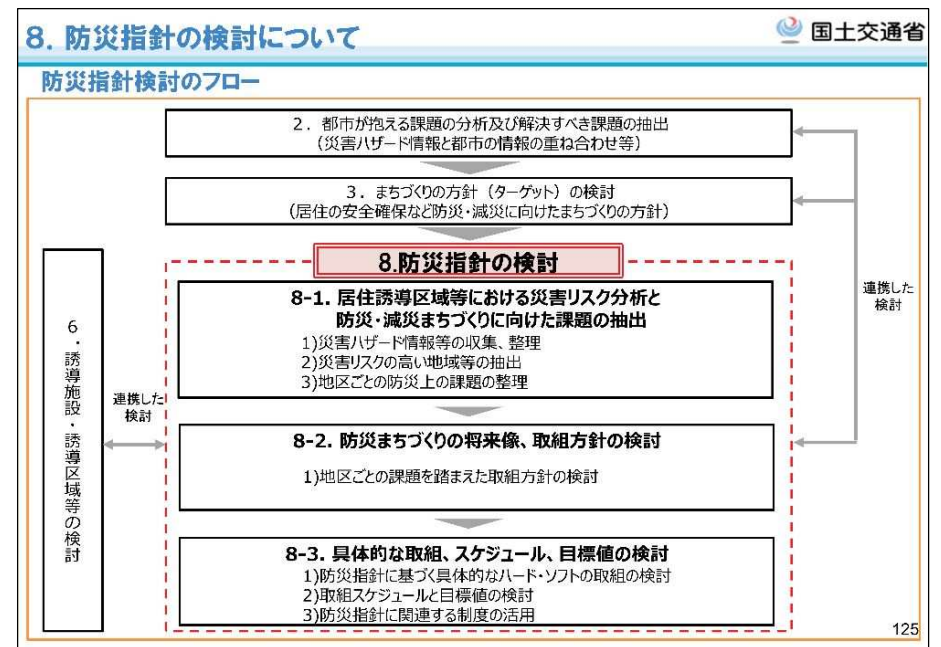 8. 防災指針の検討について
国土交通省
防災指針検討のフロー
2．都市が抱える課題の分析及び解決すべき課題の抽出
（災害ハザード情報と都市の情報の重ね合わせ等）
3．まちづくりの方針（ターゲット）の検討
（居住の安全確保など防災・減災に向けたまちづくりの方針）
8.防災指針の検討
8-1. 居住誘導区域等における災害リスク分析と
防災・減災まちづくりに向けた課題の抽出
1)災害ハザード情報等の収集、整理
2)災害リスクの高い地域等の抽出
3)地区ごとの防災上の課題の整理
8-2. 防災まちづくりの将来像、取組方針の検討
1)地区ごとの課題を踏まえた取組方針の検討
8-3. 具体的な取組、スケジュール、目標値の検討
1)防災指針に基づく具体的なハード・ソフトの取組の検討
2)取組スケジュールと目標値の検討
3)防災指針に関連する制度の活用
6．誘導施設・誘導区域等の検討
連携した
検討
連携した
検討
125